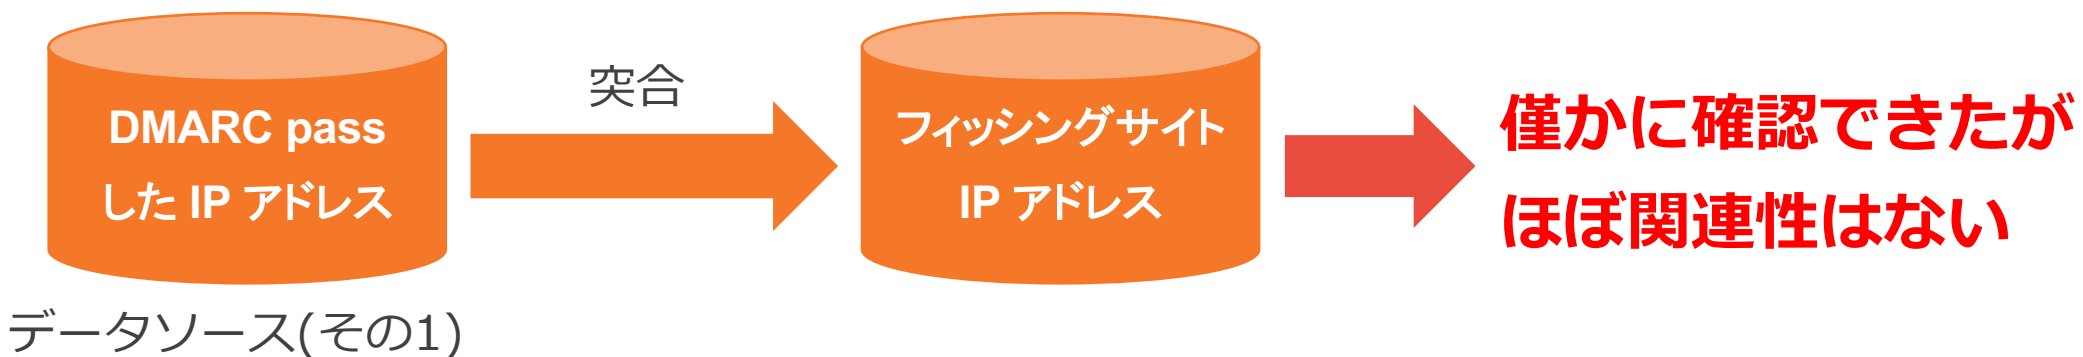 DMARC pass
した IP アドレス
突合
フィッシングサイト
IP アドレス
僅かに確認できたが
ほぼ関連性はない
データソース(その1)